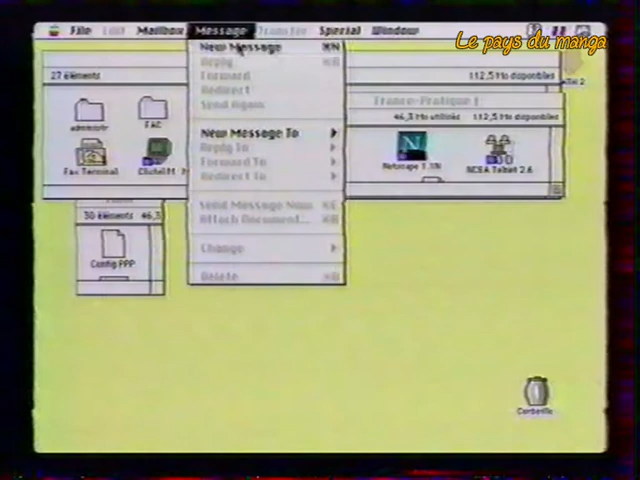 File Edit Mailbox Message Transfer Special Window
Le pays du manga
New Message ⌘N
Reply ⌘R
Forward
Redirect
Send Again
New Message To
Reply To
Forward To
Redirect To
Send Message Now ⌘E
Attach Document...
Change
Delete
27 éléments
112,5 Mo disponibles
France-Pratique
46,3 Mo utilisés 112,5 Mo disponibles
administr
FAC
Fax Terminal
Netscape 1.1N
NCSA Telnet 2.6
30 éléments 46,3
Config PPP
Corbeille